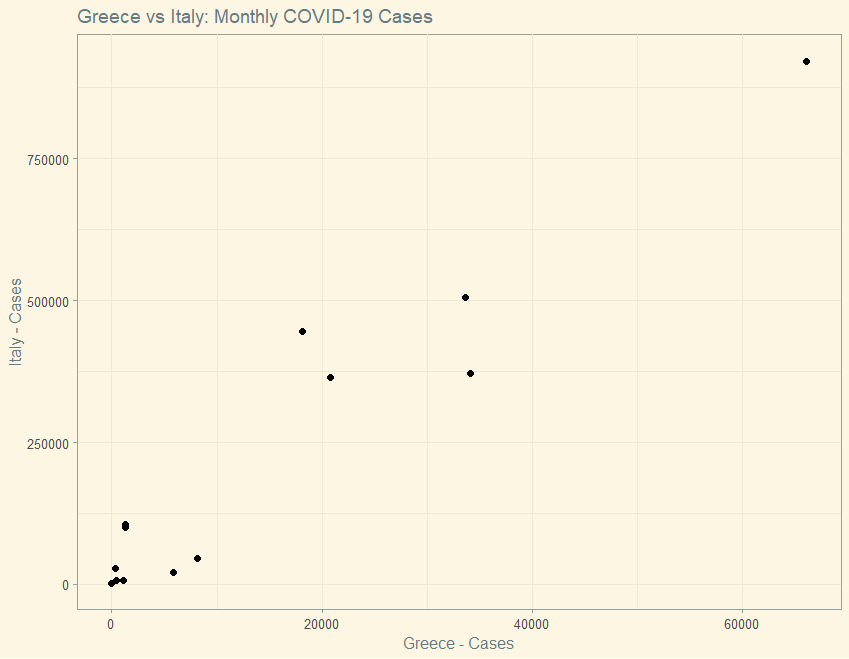 Greece vs Italy: Monthly COVID-19 Cases
750000
500000
250000
0
Italy - Cases
0 20000 40000 60000
Greece - Cases